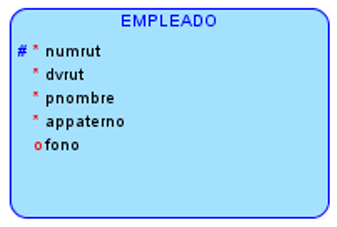 EMPLEADO
# * numrut
* dvrut
* pnombre
* appaterno
o fono